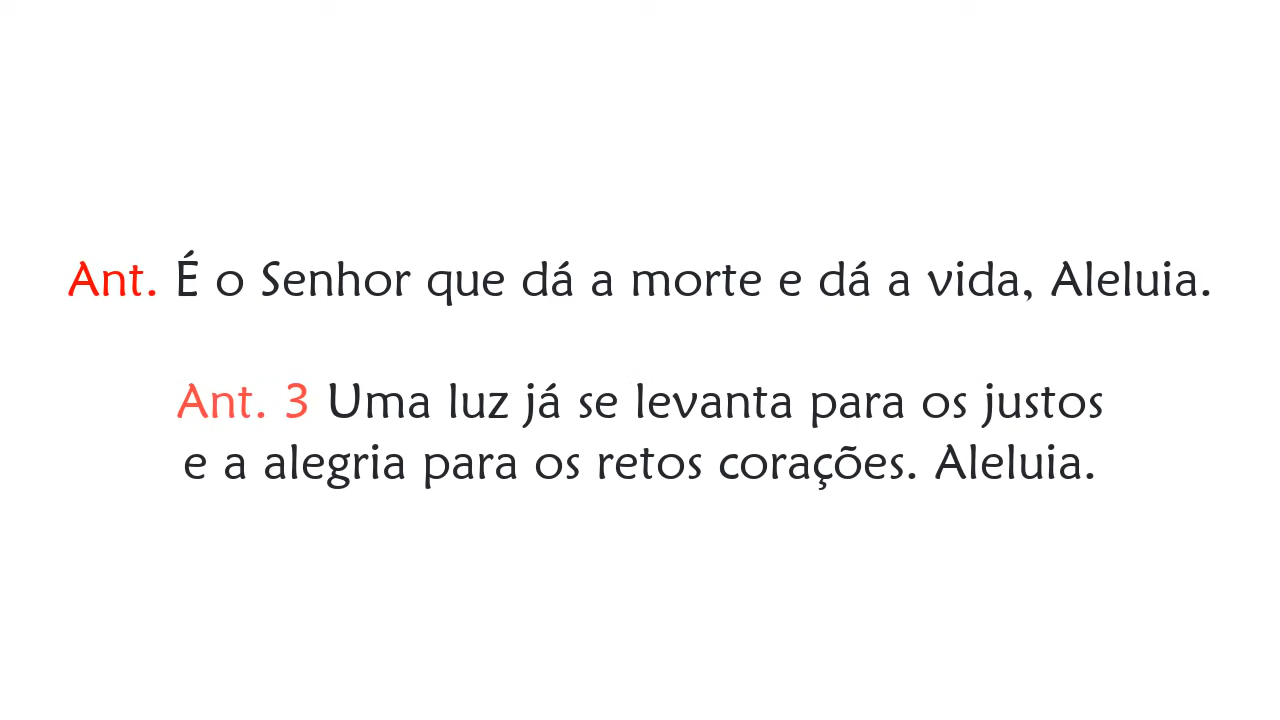 Ant. É o Senhor que dá a morte e dá a vida, Aleluia.
Ant. 3 Uma luz já se levanta para os justos
e a alegria para os retos corações. Aleluia.